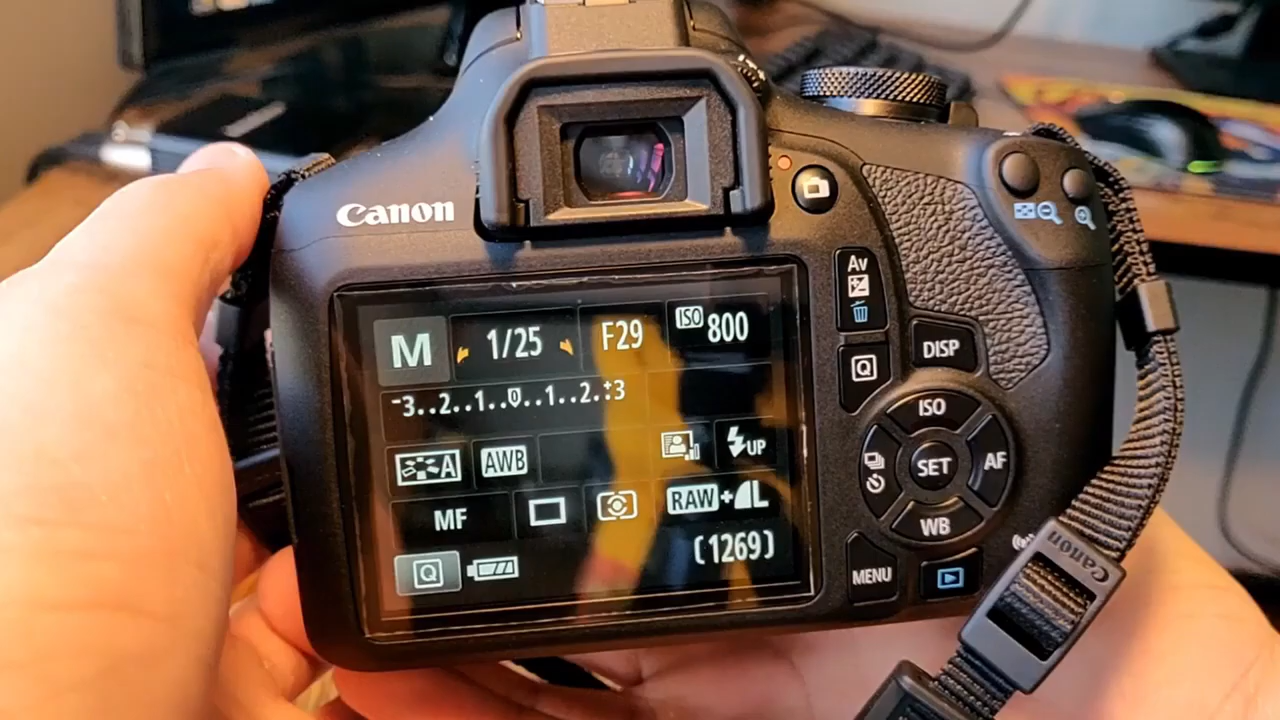 Canon
Av
M 1/25 F29 ISO 800
-3..2..1..0..1..2.:+3
Q
DISP
ISO
A AWB UP
SET
AF
MF RAW+L
WB
(1269)
Q
MENU
Canon